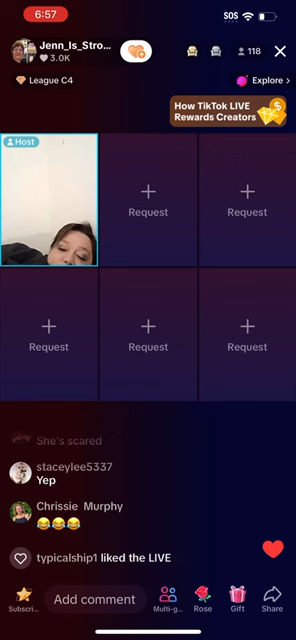 6:57
SOS
Jenn_Is_Stro...
3.0K
118
League C4
Explore >
How TikTok LIVE
Rewards Creators
Host
Request
Request
Request
Request
Request
She's scared
staceylee5337
Yep
Chrissie Murphy
😂😂😂
typicalship1 liked the LIVE
Add comment
Subscri...
Multi-g...
Rose
Gift
Share